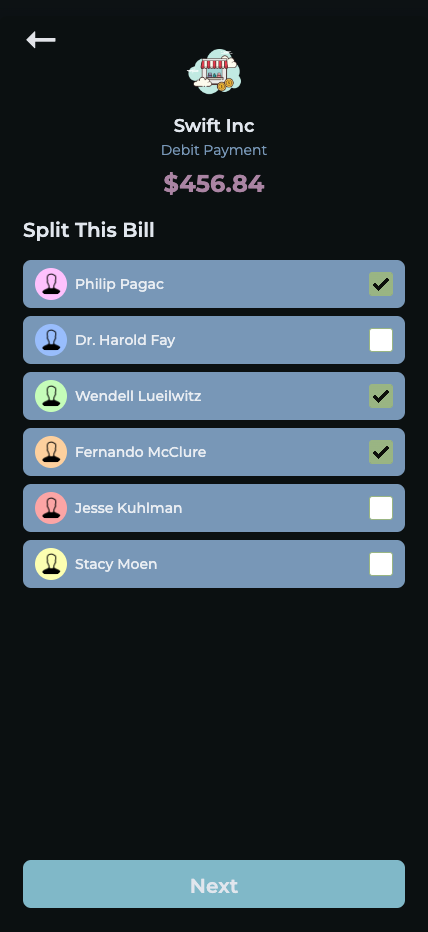 Swift Inc
Debit Payment
$456.84
Split This Bill
Philip Pagac
Dr. Harold Fay
Wendell Lueilwitz
Fernando McClure
Jesse Kuhlman
Stacy Moen
Next